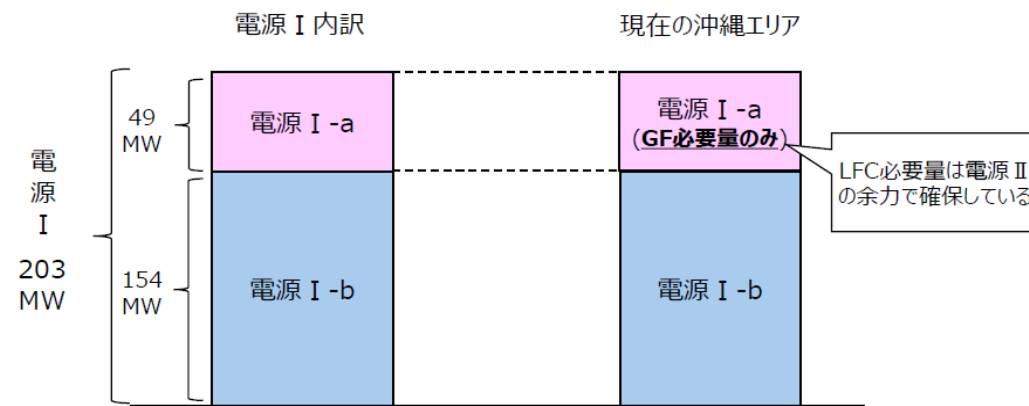 電源Ⅰ内訳
現在の沖縄エリア
電
源
Ⅰ
203
MW
49
MW
154
MW
電源Ⅰ-a
電源Ⅰ-b
電源Ⅰ-a
(GF必要量のみ)
電源Ⅰ-b
LFC必要量は電源Ⅱ
の余力で確保している